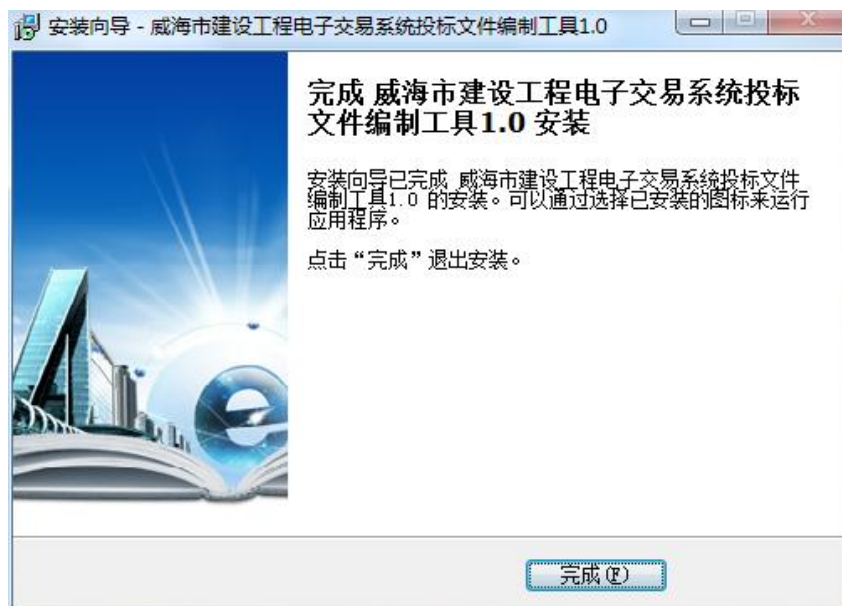 安装向导 - 威海市建设工程电子交易系统投标文件编制工具1.0
完成 威海市建设工程电子交易系统投标
文件编制工具1.0 安装
安装向导已完成 威海市建设工程电子交易系统投标文件
编制工具1.0 的安装。可以通过选择已安装的图标来运行
应用程序。
点击“完成”退出安装。
完成(F)